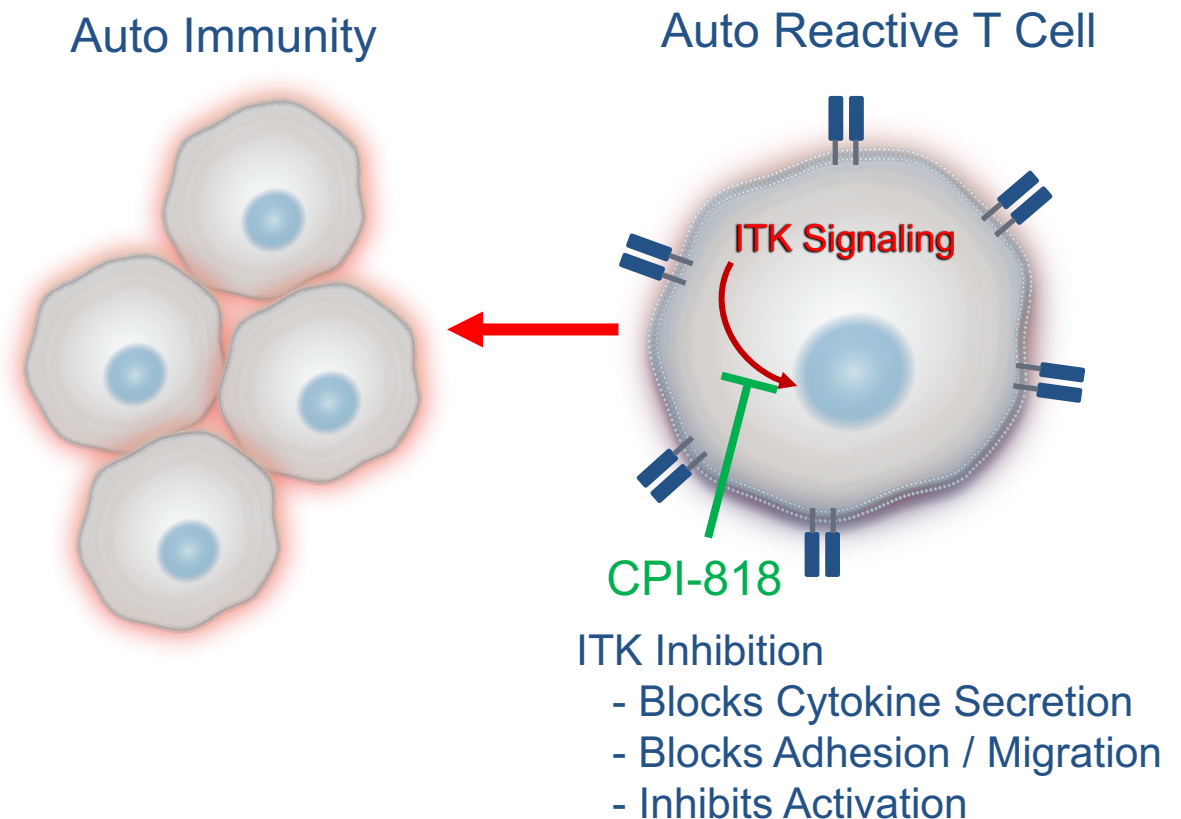 Auto Immunity
Auto Reactive T Cell
ITK Signaling
CPI-818
ITK Inhibition
- Blocks Cytokine Secretion
- Blocks Adhesion / Migration
- Inhibits Activation